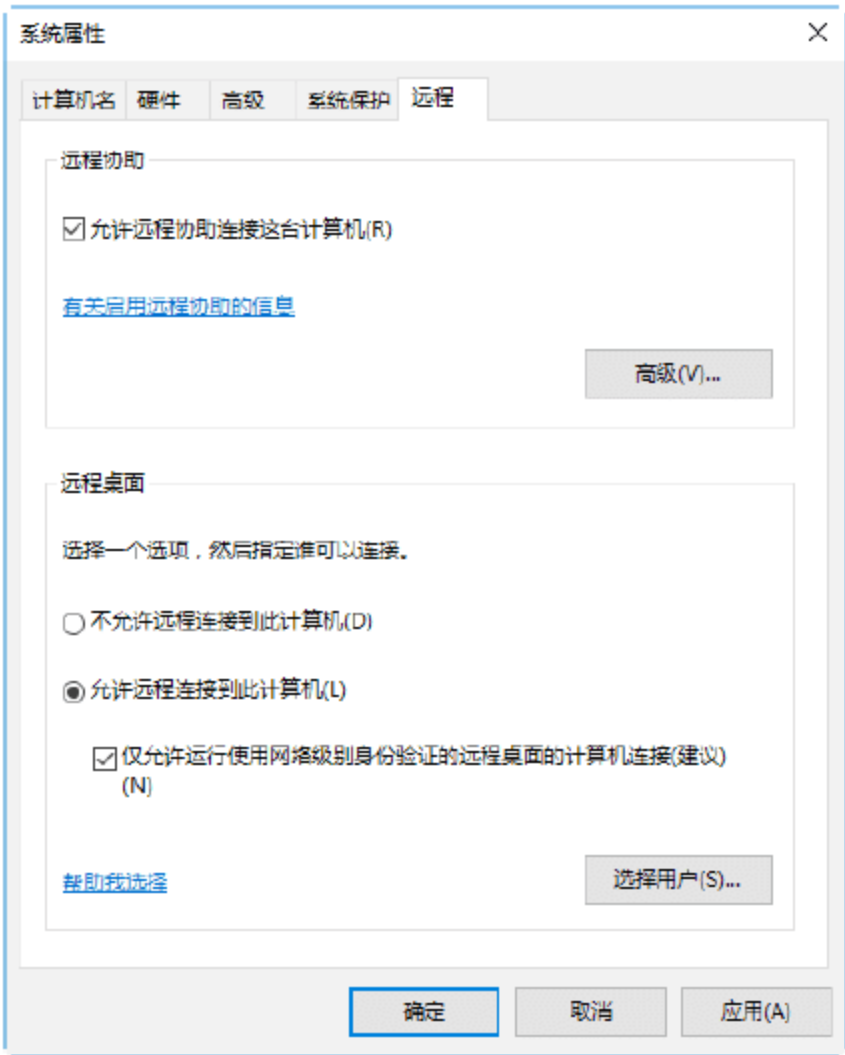 系统属性
计算机名 硬件 高级 系统保护 远程
远程协助
允许远程协助连接这台计算机(R)
有关启用远程协助的信息
高级(V)...
远程桌面
选择一个选项，然后指定谁可以连接。
不允许远程连接到此计算机(D)
允许远程连接到此计算机(L)
仅允许运行使用网络级别身份验证的远程桌面的计算机连接(建议)
(N)
帮助我选择
选择用户(S)...
确定 取消 应用(A)